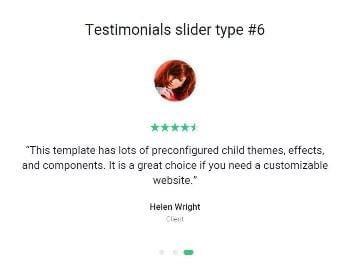 Testimonials slider type #6
“This template has lots of preconfigured child themes, effects,
and components. It is a great choice if you need a customizable
website.”
Helen Wright
Client